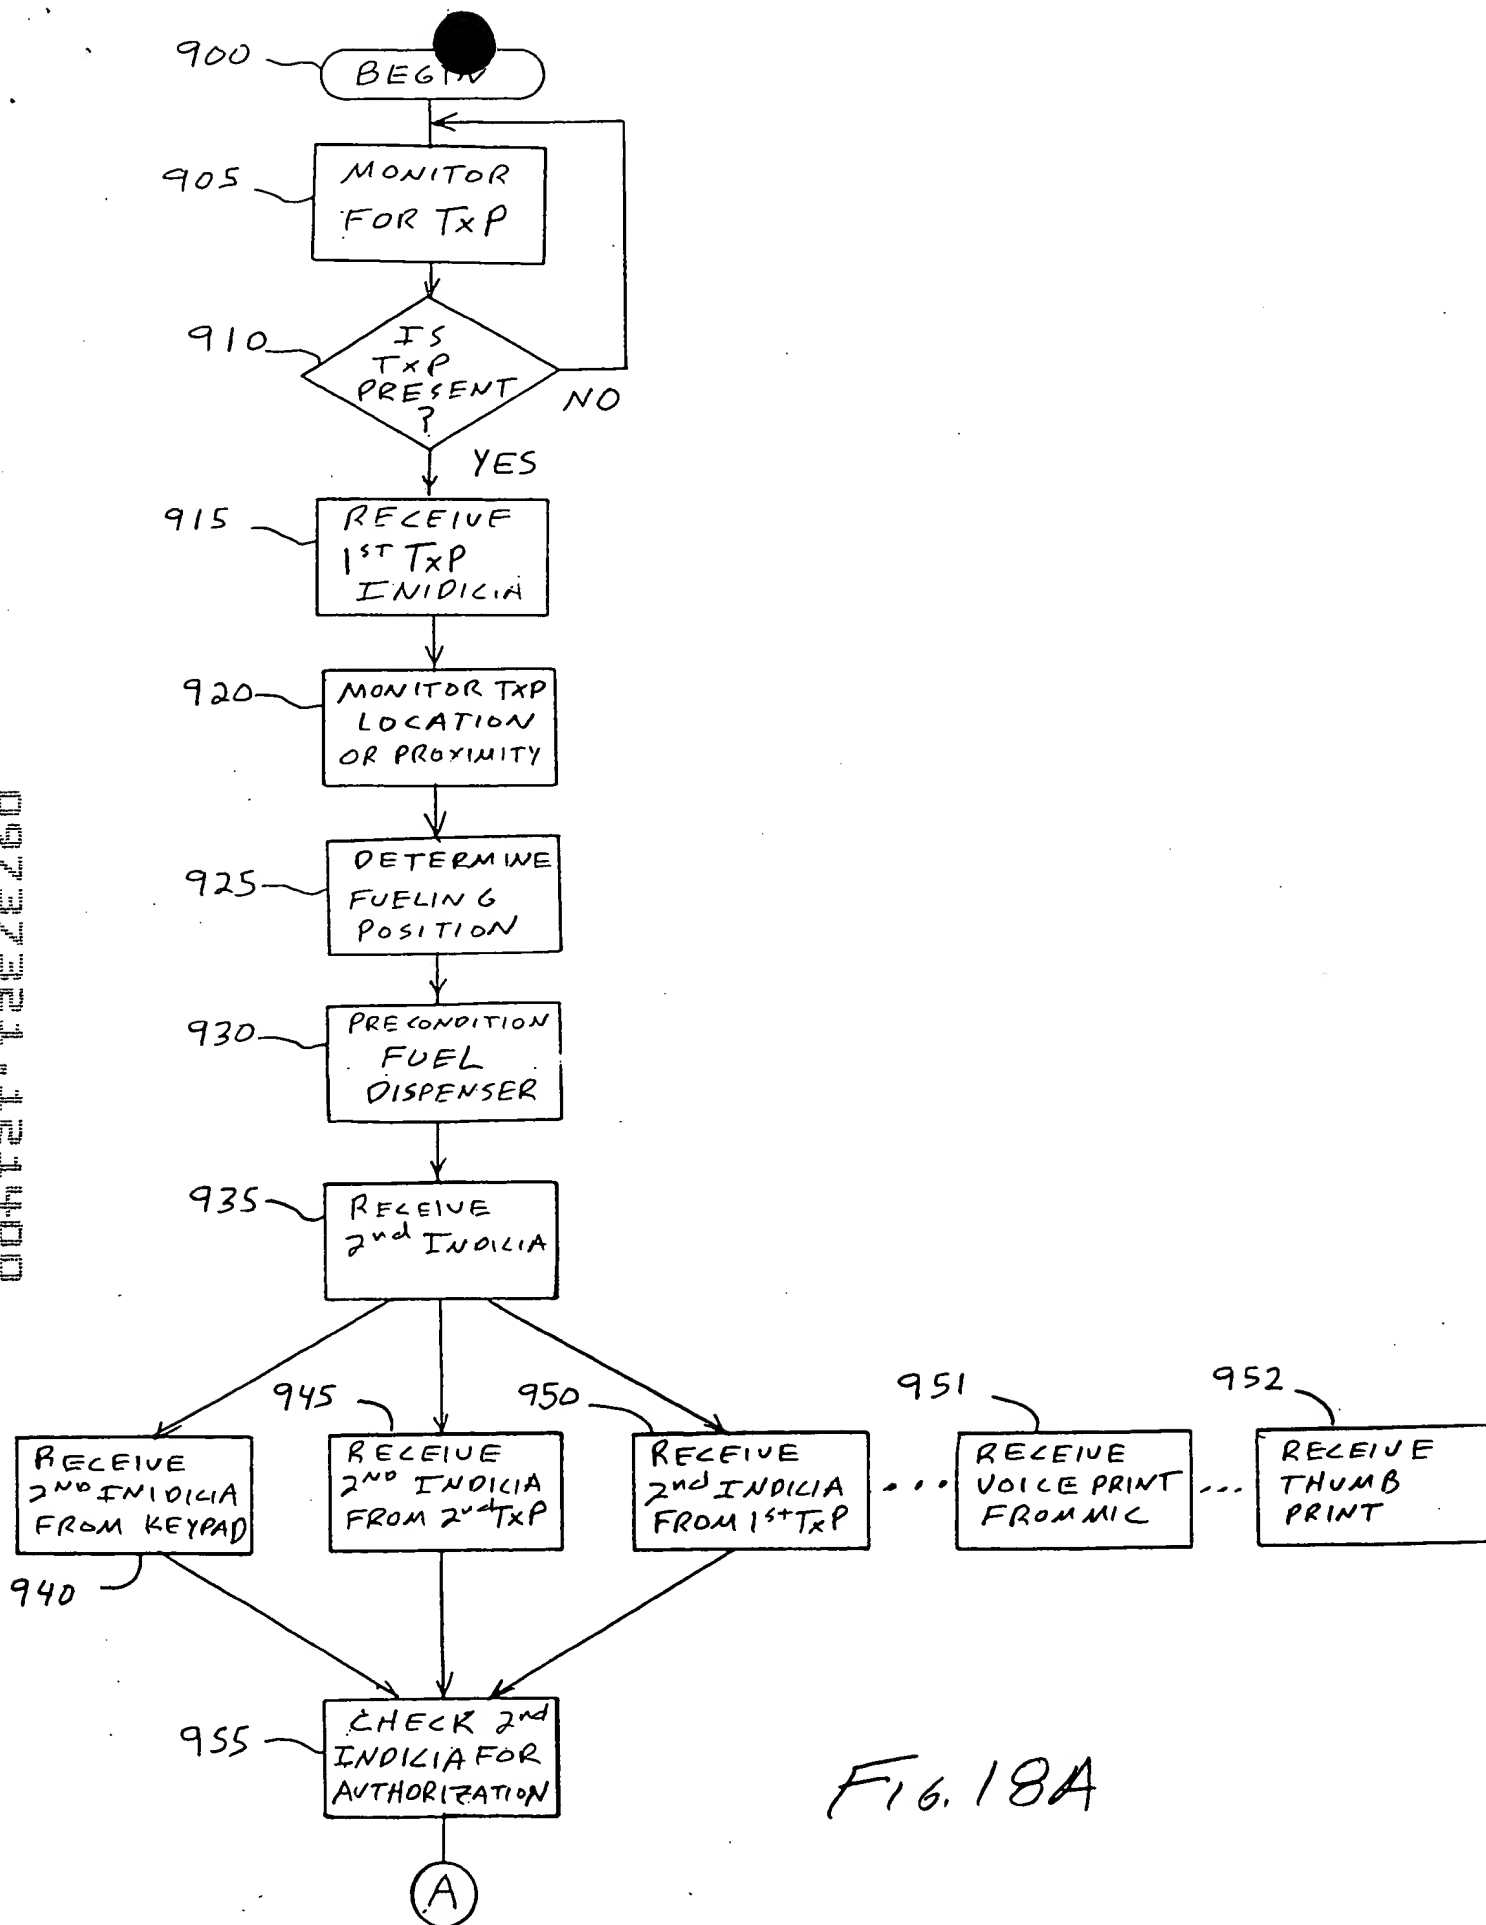 900
BEGIN
905
MONITOR
FOR TxP
910
IS
TxP
PRESENT
?
NO
YES
915
RECEIVE
1ST TxP
INIDICIA
920
MONITOR TXP
LOCATION
OR PROXIMITY
925
DETERMINE
FUELING
POSITION
930
PRECONDITION
FUEL
DISPENSER
935
RECEIVE
2nd INDICIA
940
RECEIVE
2ND INIDICIA
FROM KEYPAD
945
RECEIVE
2ND INDICIA
FROM 2nd TxP
950
RECEIVE
2nd INDICIA
FROM 1st TxP
...
951
RECEIVE
VOICE PRINT
FROM MIC
...
952
RECEIVE
THUMB
PRINT
955
CHECK 2nd
INDICIA FOR
AUTHORIZATION
A
FIG. 18A
09737321.121400